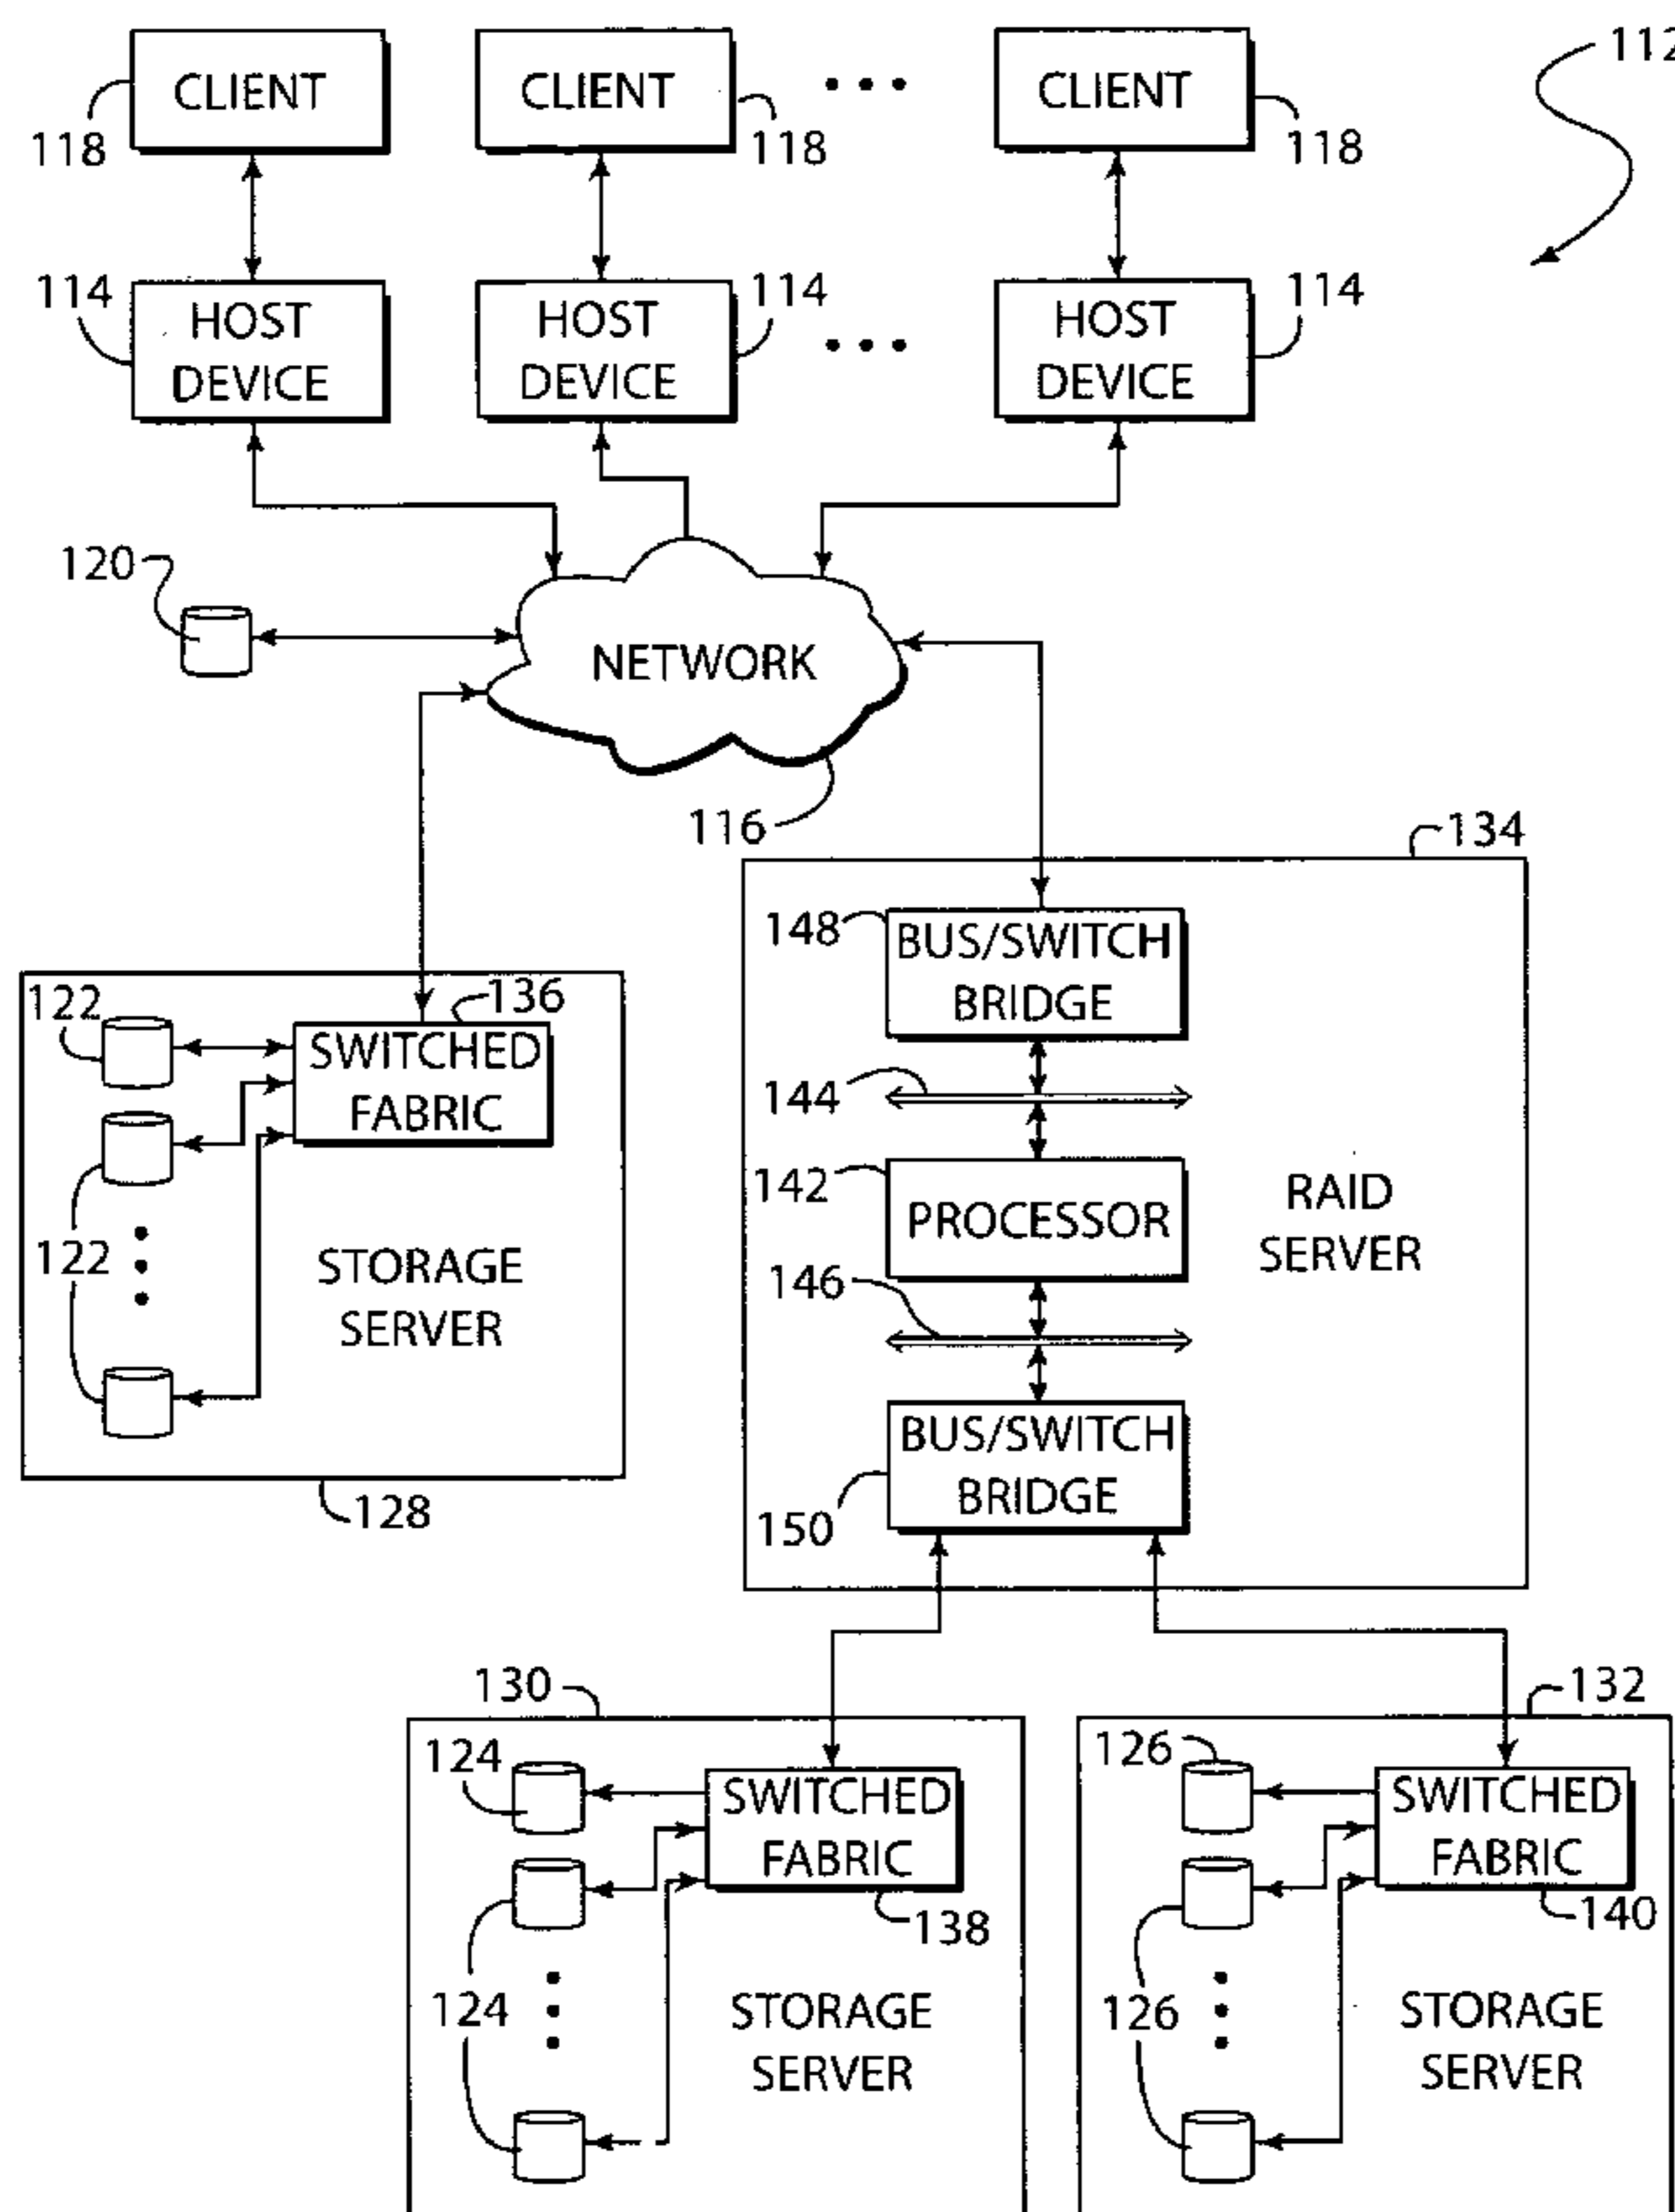 112
CLIENT
CLIENT
CLIENT
118
118
118
114
114
114
HOST
DEVICE
HOST
DEVICE
HOST
DEVICE
120
NETWORK
116
134
148
BUS/SWITCH
BRIDGE
144
142
PROCESSOR
RAID
SERVER
146
BUS/SWITCH
BRIDGE
150
122
136
SWITCHED
FABRIC
122
STORAGE
SERVER
128
130
124
SWITCHED
FABRIC
138
124
STORAGE
SERVER
132
126
SWITCHED
FABRIC
140
126
STORAGE
SERVER